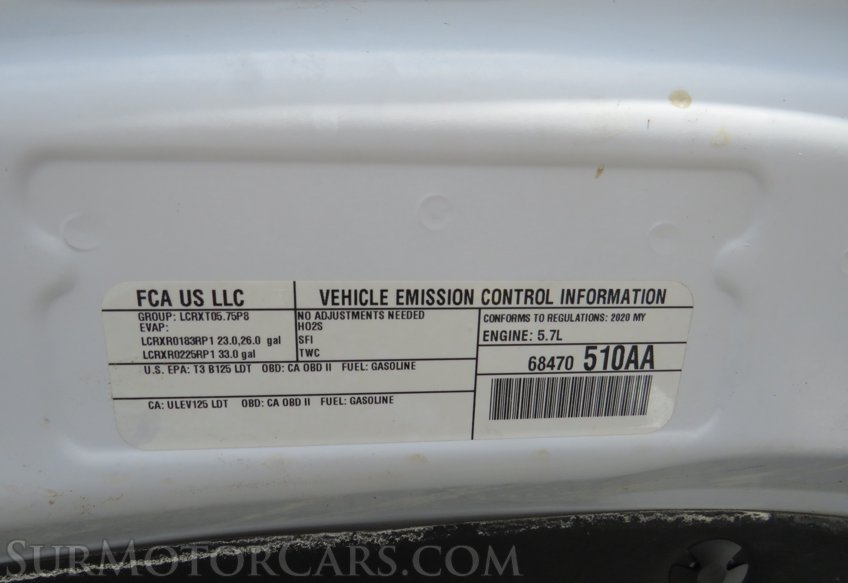 FCA US LLC
VEHICLE EMISSION CONTROL INFORMATION
GROUP: LCRXT05.75P8
EVAP:
LCRXR0183RP1 23.0,26.0 gal
LCRXR0225RP1 33.0 gal
NO ADJUSTMENTS NEEDED
HO2S
SFI
TWC
CONFORMS TO REGULATIONS: 2020 MY
ENGINE: 5.7L
68470 510AA
U.S. EPA: T3 B125 LDT OBD: CA OBD II FUEL: GASOLINE
CA: ULEV125 LDT OBD: CA OBD II FUEL: GASOLINE
SurMotorCars.com